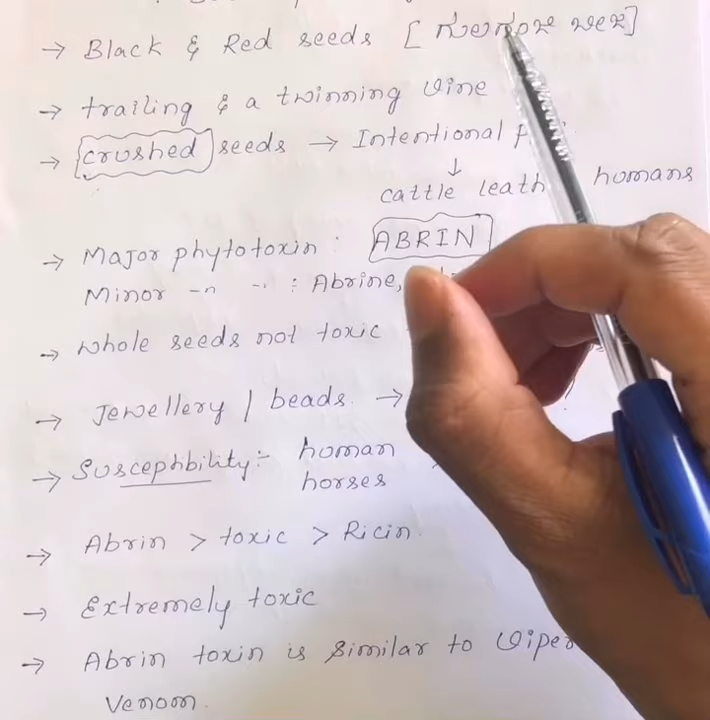 → Black & Red seeds [ ಗುಲಗಂಜಿ ಬೀಜ]
→ trailing & a twinning vine
→ crushed seeds → Intentional
↓
cattle humans
→ Major phytotoxin : ABRIN
Minor -n- : Abrine,
→ whole seeds not toxic
→ Jewellery / beads. →
→ Susceptibility:- human
horses
→ Abrin > toxic > Ricin.
→ Extremely toxic
→ Abrin toxin is similar to Viper
Venom.